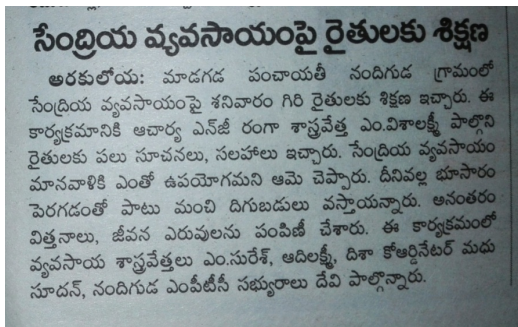 సేంద్రియ వ్యవసాయంపై రైతులకు శిక్షణ
అరకులోయ: మాడగడ పంచాయతీ నందిగుడ గ్రామంలో
సేంద్రియ వ్యవసాయంపై శనివారం గిరి రైతులకు శిక్షణ ఇచ్చారు. ఈ
కార్యక్రమానికి ఆచార్య ఎన్‌జీ రంగా శాస్త్రవేత్త ఎం.విశాలక్ష్మీ పాల్గొని
రైతులకు పలు సూచనలు, సలహాలు ఇచ్చారు. సేంద్రియ వ్యవసాయం
మానవాళికి ఎంతో ఉపయోగమని ఆమె చెప్పారు. దీనివల్ల భూసారం
పెరగడంతో పాటు మంచి దిగుబడులు వస్తాయన్నారు. అనంతరం
విత్తనాలు, జీవన ఎరువులను పంపిణీ చేశారు. ఈ కార్యక్రమంలో
వ్యవసాయ శాస్త్రవేత్తలు ఎం.సురేశ్, ఆదిలక్ష్మీ, దిశా కోఆర్డినేటర్ మధు
సూదన్, నందిగుడ ఎంపీటీసీ సభ్యురాలు దేవి పాల్గొన్నారు.